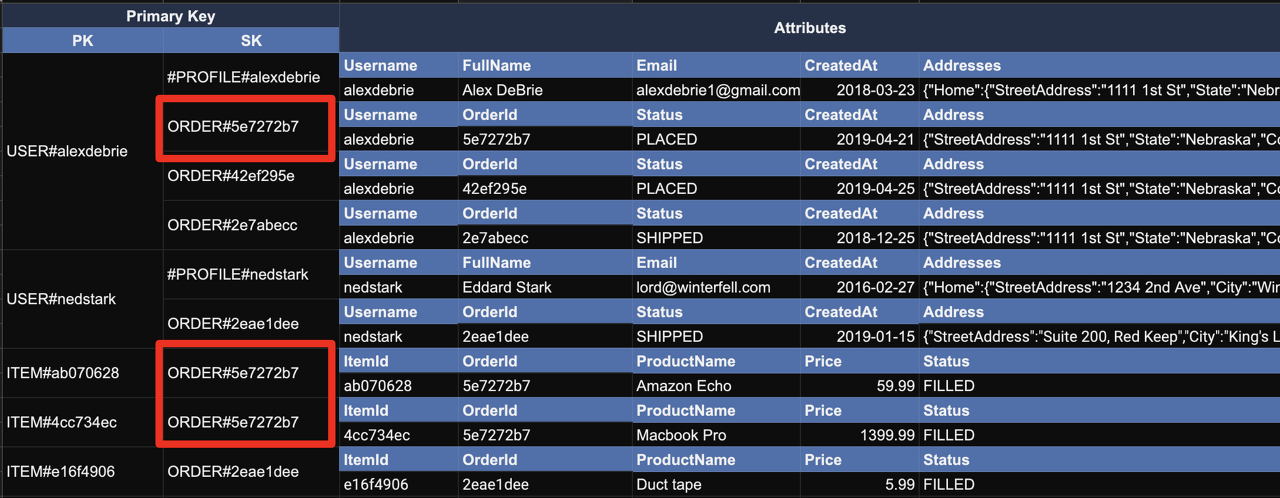 Primary Key
Attributes
PK SK
USER#alexdebrie
#PROFILE#alexdebrie
Username FullName Email CreatedAt Addresses
alexdebrie Alex DeBrie alexdebrie1@gmail.com 2018-03-23 {"Home":{"StreetAddress":"1111 1st St","State":"Nebr
ORDER#5e7272b7
Username OrderId Status CreatedAt Address
alexdebrie 5e7272b7 PLACED 2019-04-21 {"StreetAddress":"1111 1st St","State":"Nebraska","Co
ORDER#42ef295e
Username OrderId Status CreatedAt Address
alexdebrie 42ef295e PLACED 2019-04-25 {"StreetAddress":"1111 1st St","State":"Nebraska","Co
ORDER#2e7abecc
Username OrderId Status CreatedAt Address
alexdebrie 2e7abecc SHIPPED 2018-12-25 {"StreetAddress":"1111 1st St","State":"Nebraska","Co
USER#nedstark
#PROFILE#nedstark
Username FullName Email CreatedAt Addresses
nedstark Eddard Stark lord@winterfell.com 2016-02-27 {"Home":{"StreetAddress":"1234 2nd Ave","City":"Win
ORDER#2eae1dee
Username OrderId Status CreatedAt Address
nedstark 2eae1dee SHIPPED 2019-01-15 {"StreetAddress":"Suite 200, Red Keep","City":"King's L
ITEM#ab070628 ORDER#5e7272b7
ItemId OrderId ProductName Price Status
ab070628 5e7272b7 Amazon Echo 59.99 FILLED
ITEM#4cc734ec ORDER#5e7272b7
ItemId OrderId ProductName Price Status
4cc734ec 5e7272b7 Macbook Pro 1399.99 FILLED
ITEM#e16f4906 ORDER#2eae1dee
ItemId OrderId ProductName Price Status
e16f4906 2eae1dee Duct tape 5.99 FILLED